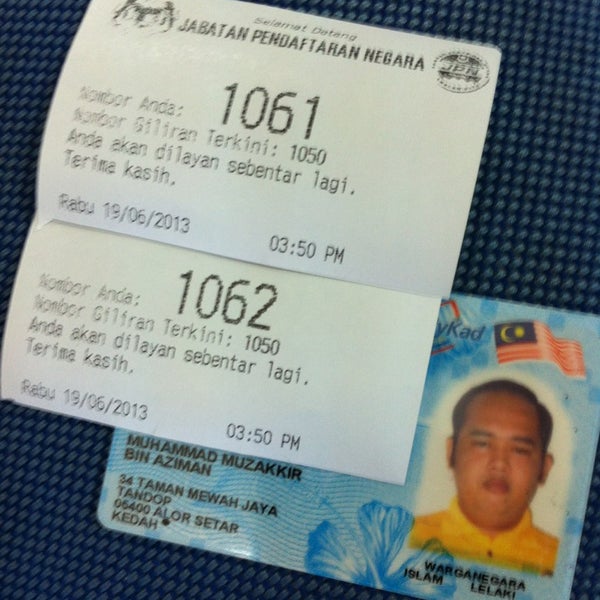 Selamat Datang
JABATAN PENDAFTARAN NEGARA
JPN
Nombor Anda: 1061
Nombor Giliran Terkini: 1050
Anda akan dilayan sebentar lagi.
Terima kasih.
Rabu 19/06/2013 03:50 PM
Nombor Anda: 1062
Nombor Giliran Terkini: 1050
Anda akan dilayan sebentar lagi.
Terima kasih.
Rabu 19/06/2013 03:50 PM
yKad
MUHAMMAD MUZAKKIR
BIN AZIMAN
34 TAMAN MEWAH JAYA
TANDOP
05400 ALOR SETAR
KEDAH
WARGANEGARA
ISLAM LELAKI